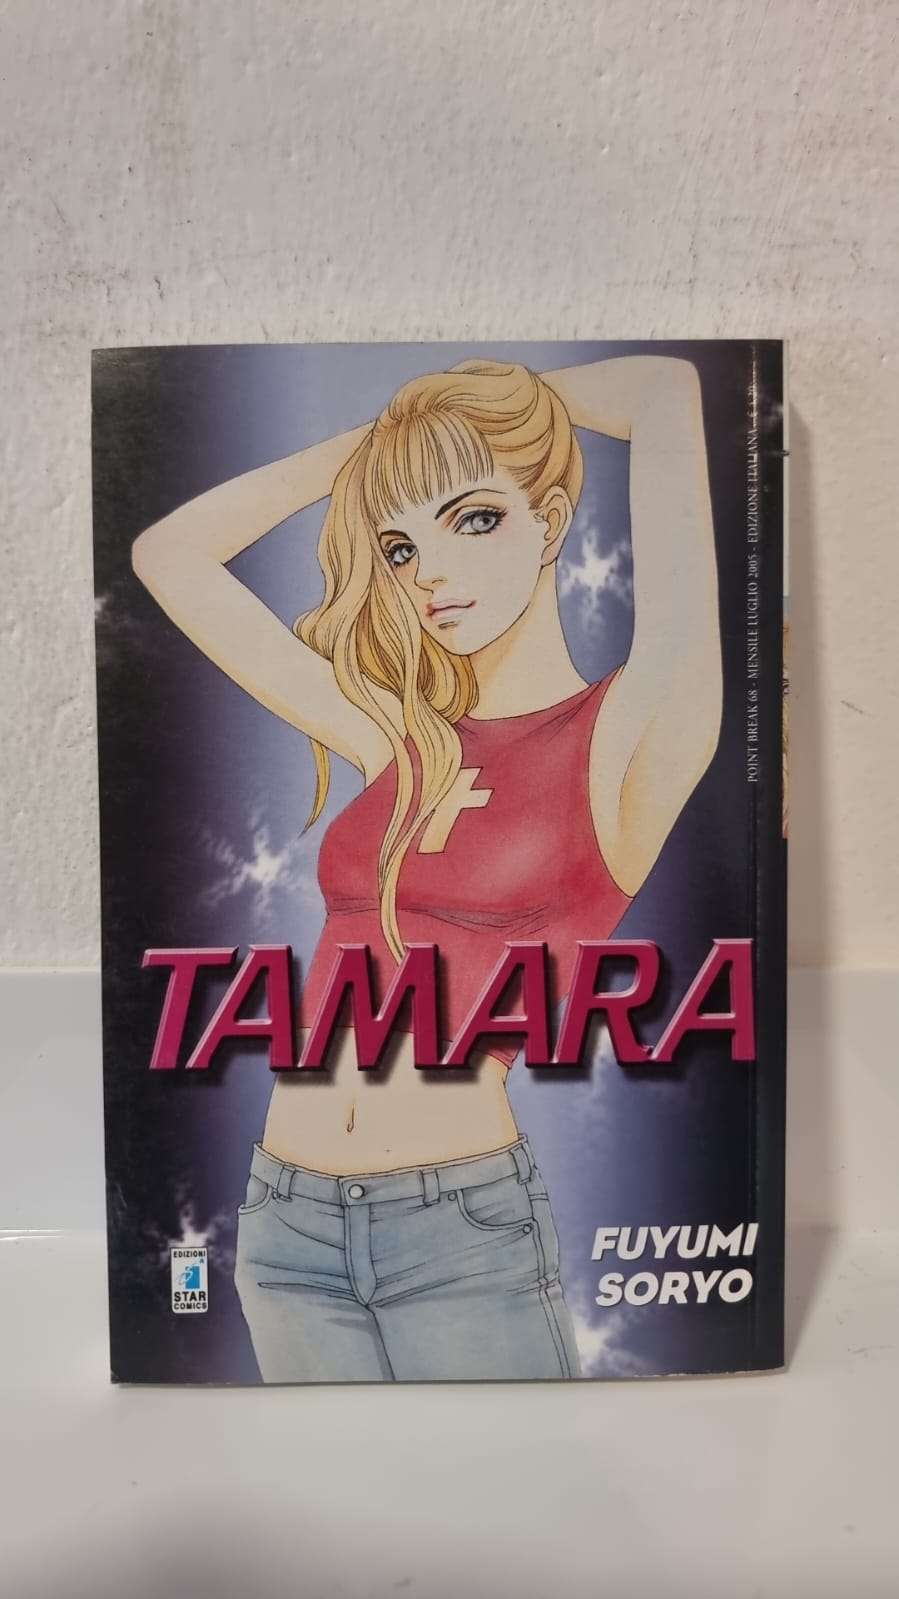 POINT BREAK 68 - MENSILE LUGLIO 2005 - EDIZIONE ITALIANA
TAMARA
FUYUMI
SORYO
EDIZIONI
STAR
COMICS